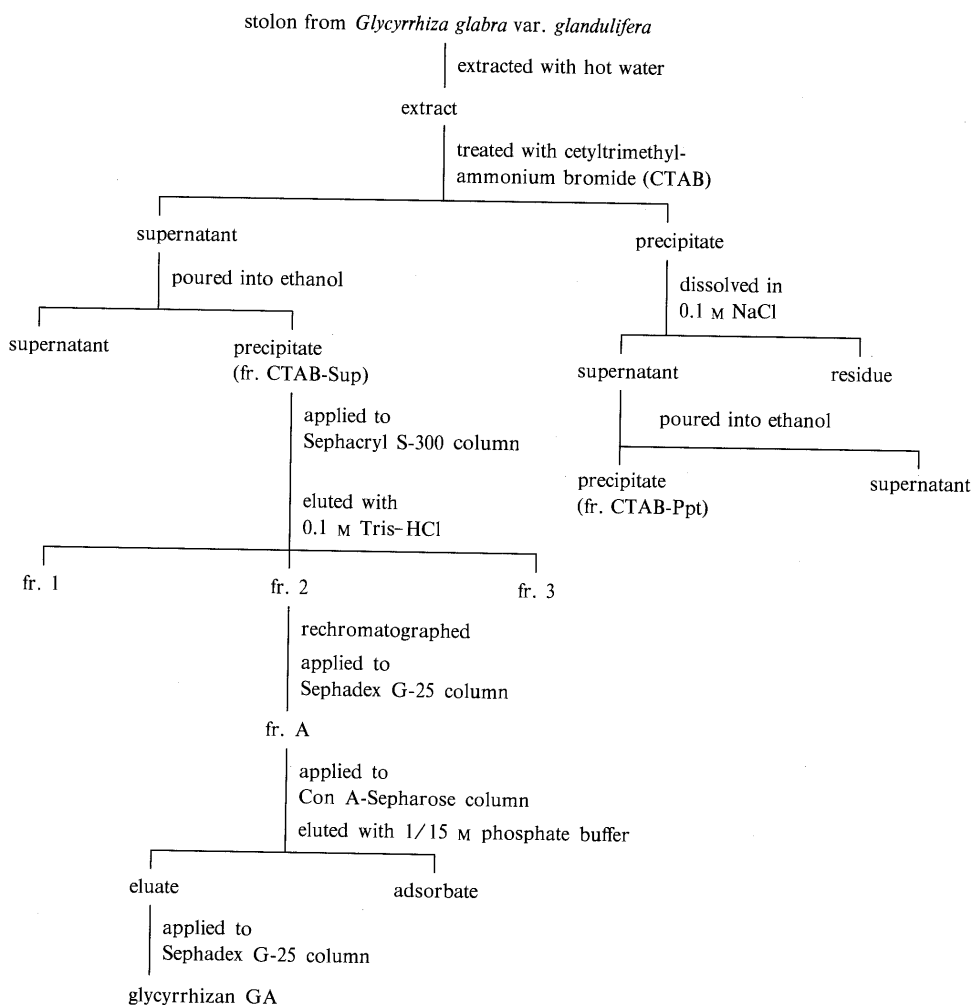 stolon from Glycyrrhiza glabra var. glandulifera
extracted with hot water
extract
treated with cetyltrimethyl-
ammonium bromide (CTAB)
supernatant
precipitate
poured into ethanol
dissolved in
0.1 M NaCl
supernatant
precipitate
(fr. CTAB-Sup)
supernatant
residue
applied to
Sephacryl S-300 column
poured into ethanol
eluted with
0.1 M Tris-HCl
precipitate
(fr. CTAB-Ppt)
supernatant
fr. 1
fr. 2
fr. 3
rechromatographed
applied to
Sephadex G-25 column
fr. A
applied to
Con A-Sepharose column
eluted with 1/15 M phosphate buffer
eluate
adsorbate
applied to
Sephadex G-25 column
glycyrrhizan GA